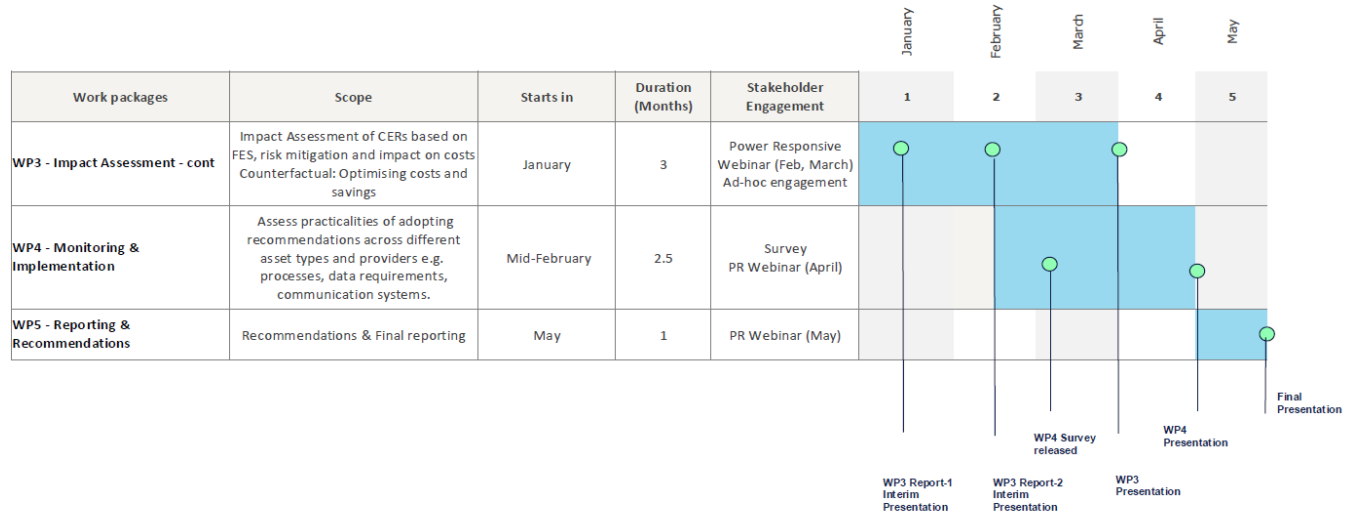 January
February
March
April
May
Work packages
Scope
Starts in
Duration
(Months)
Stakeholder
Engagement
1
2
3
4
5
WP3 - Impact Assessment - cont
Impact Assessment of CERs based on
FES, risk mitigation and impact on costs
Counterfactual: Optimising costs and
savings
January
3
Power Responsive
Webinar (Feb, March)
Ad-hoc engagement
WP4 - Monitoring &
Implementation
Assess practicalities of adopting
recommendations across different
asset types and providers e.g.
processes, data requirements,
communication systems.
Mid-February
2.5
Survey
PR Webinar (April)
WP5 - Reporting &
Recommendations
Recommendations & Final reporting
May
1
PR Webinar (May)
Final
Presentation
WP4 Survey
released
WP4
Presentation
WP3 Report-1
Interim
Presentation
WP3 Report-2
Interim
Presentation
WP3
Presentation